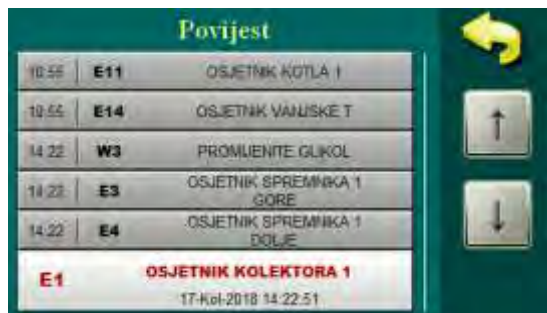 Povijest
10:55 E11 OSJETNIK KOTLA 1
10:55 E14 OSJETNIK VANJSKE T
14:22 W3 PROMIJENITE GLIKOL
14:22 E3 OSJETNIK SPREMNIKA 1
GORE
14:22 E4 OSJETNIK SPREMNIKA 1
DOLJE
E1 OSJETNIK KOLEKTORA 1
17-Kol-2018 14:22:51